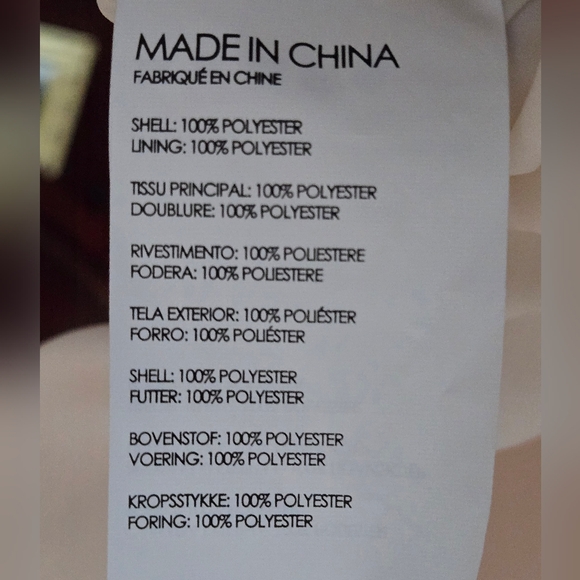 MADE IN CHINA
FABRIQUÉ EN CHINE
SHELL: 100% POLYESTER
LINING: 100% POLYESTER
TISSU PRINCIPAL: 100% POLYESTER
DOUBLURE: 100% POLYESTER
RIVESTIMENTO: 100% POLIESTERE
FODERA: 100% POLIESTERE
TELA EXTERIOR: 100% POLIÉSTER
FORRO: 100% POLIÉSTER
SHELL: 100% POLYESTER
FUTTER: 100% POLYESTER
BOVENSTOF: 100% POLYESTER
VOERING: 100% POLYESTER
KROPSSTYKKE: 100% POLYESTER
FORING: 100% POLYESTER